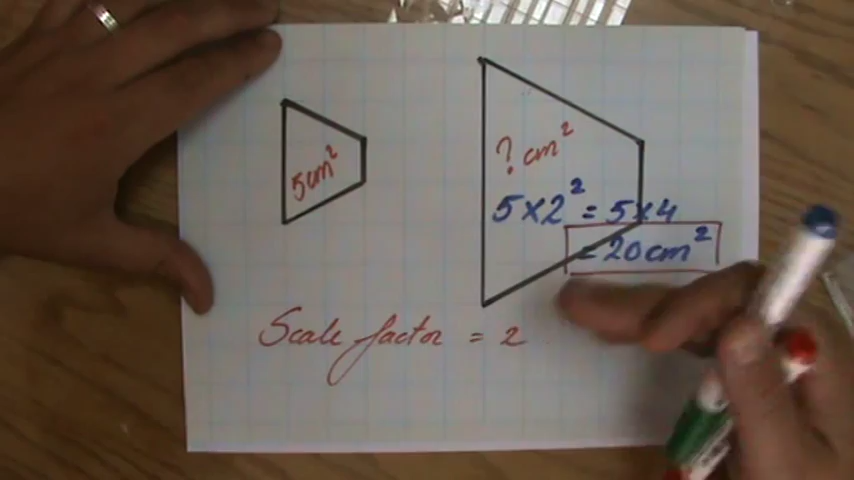 5cm²
? cm²
5×2² = 5×4
= 20cm²
Scale factor = 2